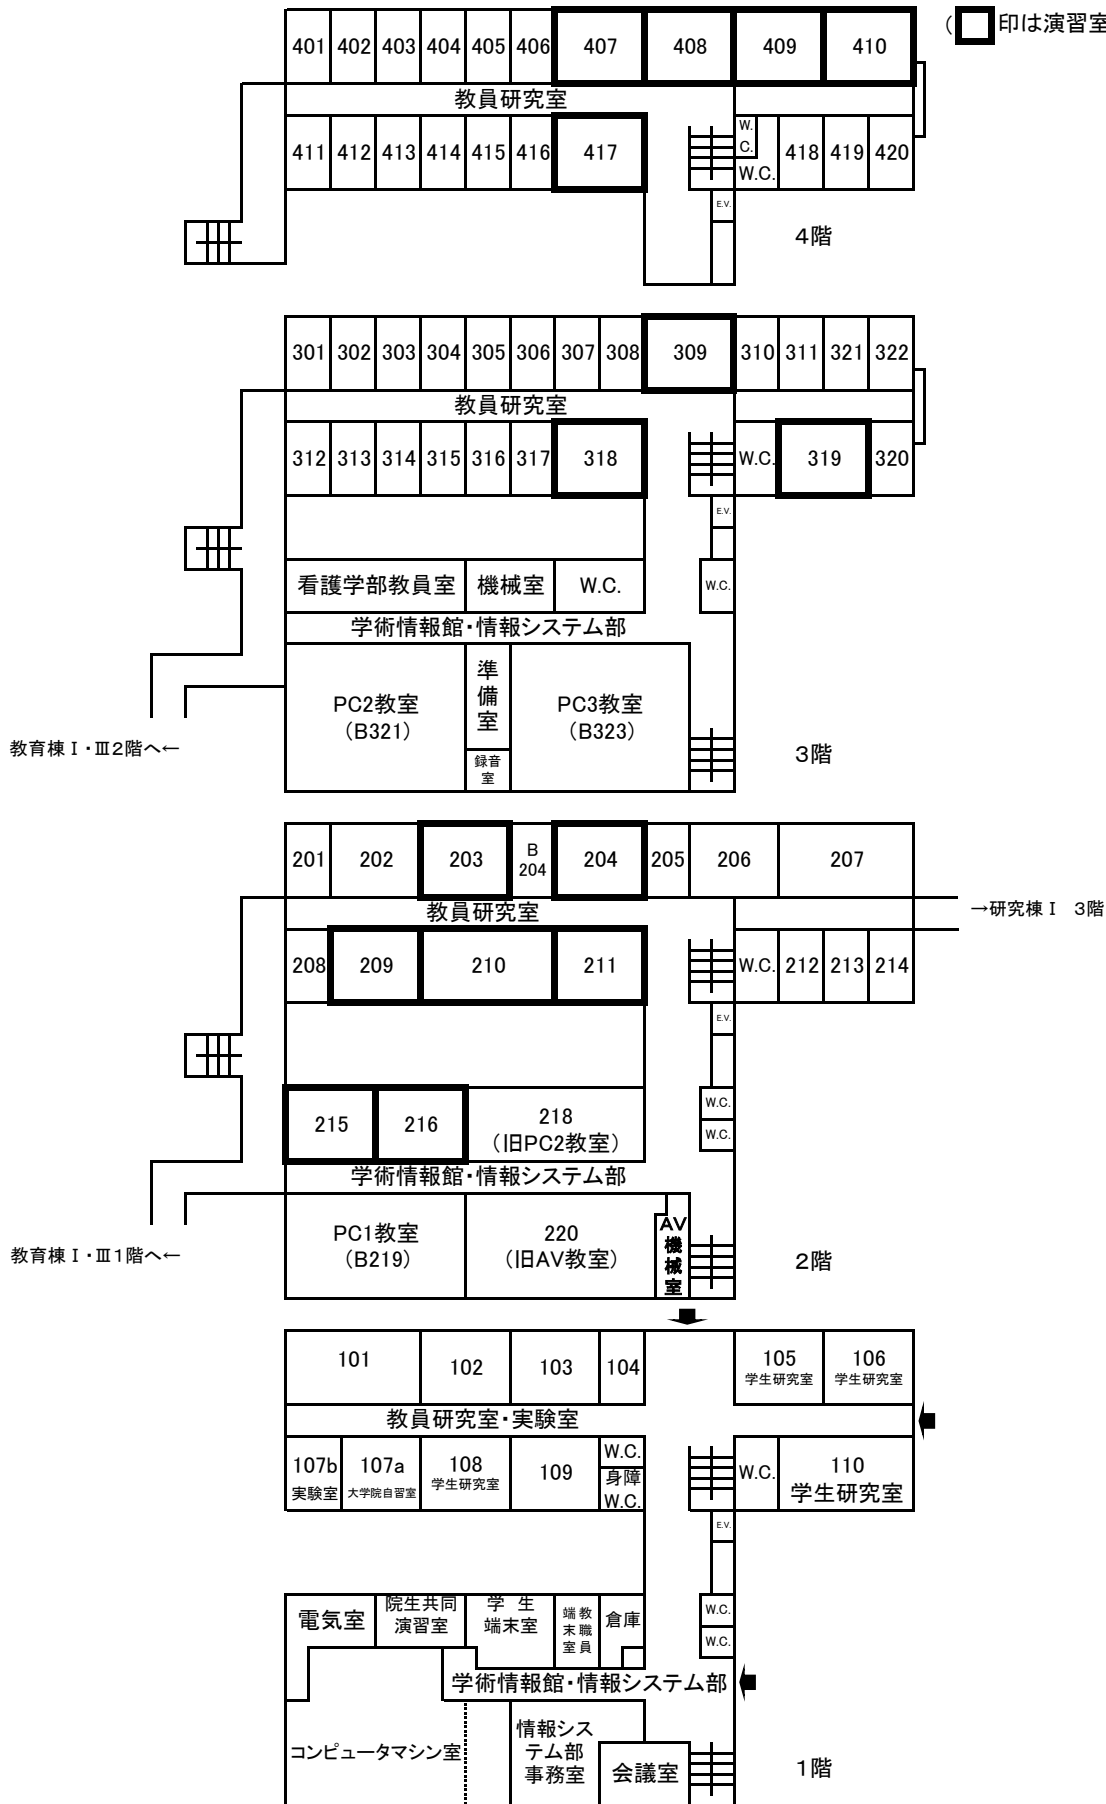 401 402 403 404 405 406 407 408 409 410 (印は演習室
教員研究室
411 412 413 414 415 416 417 W.C. W.C. 418 419 420
E.V.
4階
301 302 303 304 305 306 307 308 309 310 311 321 322
教員研究室
312 313 314 315 316 317 318 W.C. 319 320
E.V.
看護学部教員室 機械室 W.C. W.C.
学術情報館・情報システム部
PC2教室
(B321)
準備室
録音室
PC3教室
(B323)
教育棟Ⅰ・Ⅲ2階へ←
3階
201 202 203 B204 204 205 206 207
教員研究室
→研究棟Ⅰ 3階
208 209 210 211 W.C. 212 213 214
E.V.
215 216 218
(旧PC2教室)
W.C.
W.C.
学術情報館・情報システム部
PC1教室
(B219)
220
(旧AV教室)
AV機械室
教育棟Ⅰ・Ⅲ1階へ←
2階
101 102 103 104
105
学生研究室
106
学生研究室
教員研究室・実験室
107b
実験室
107a
大学院自習室
108
学生研究室
109
W.C.
身障
W.C.
W.C.
110
学生研究室
E.V.
電気室
院生共同
演習室
学生
端末室
教職員
端末室
倉庫
W.C.
W.C.
学術情報館・情報システム部
コンピュータマシン室
情報シス
テム部
事務室
会議室
1階